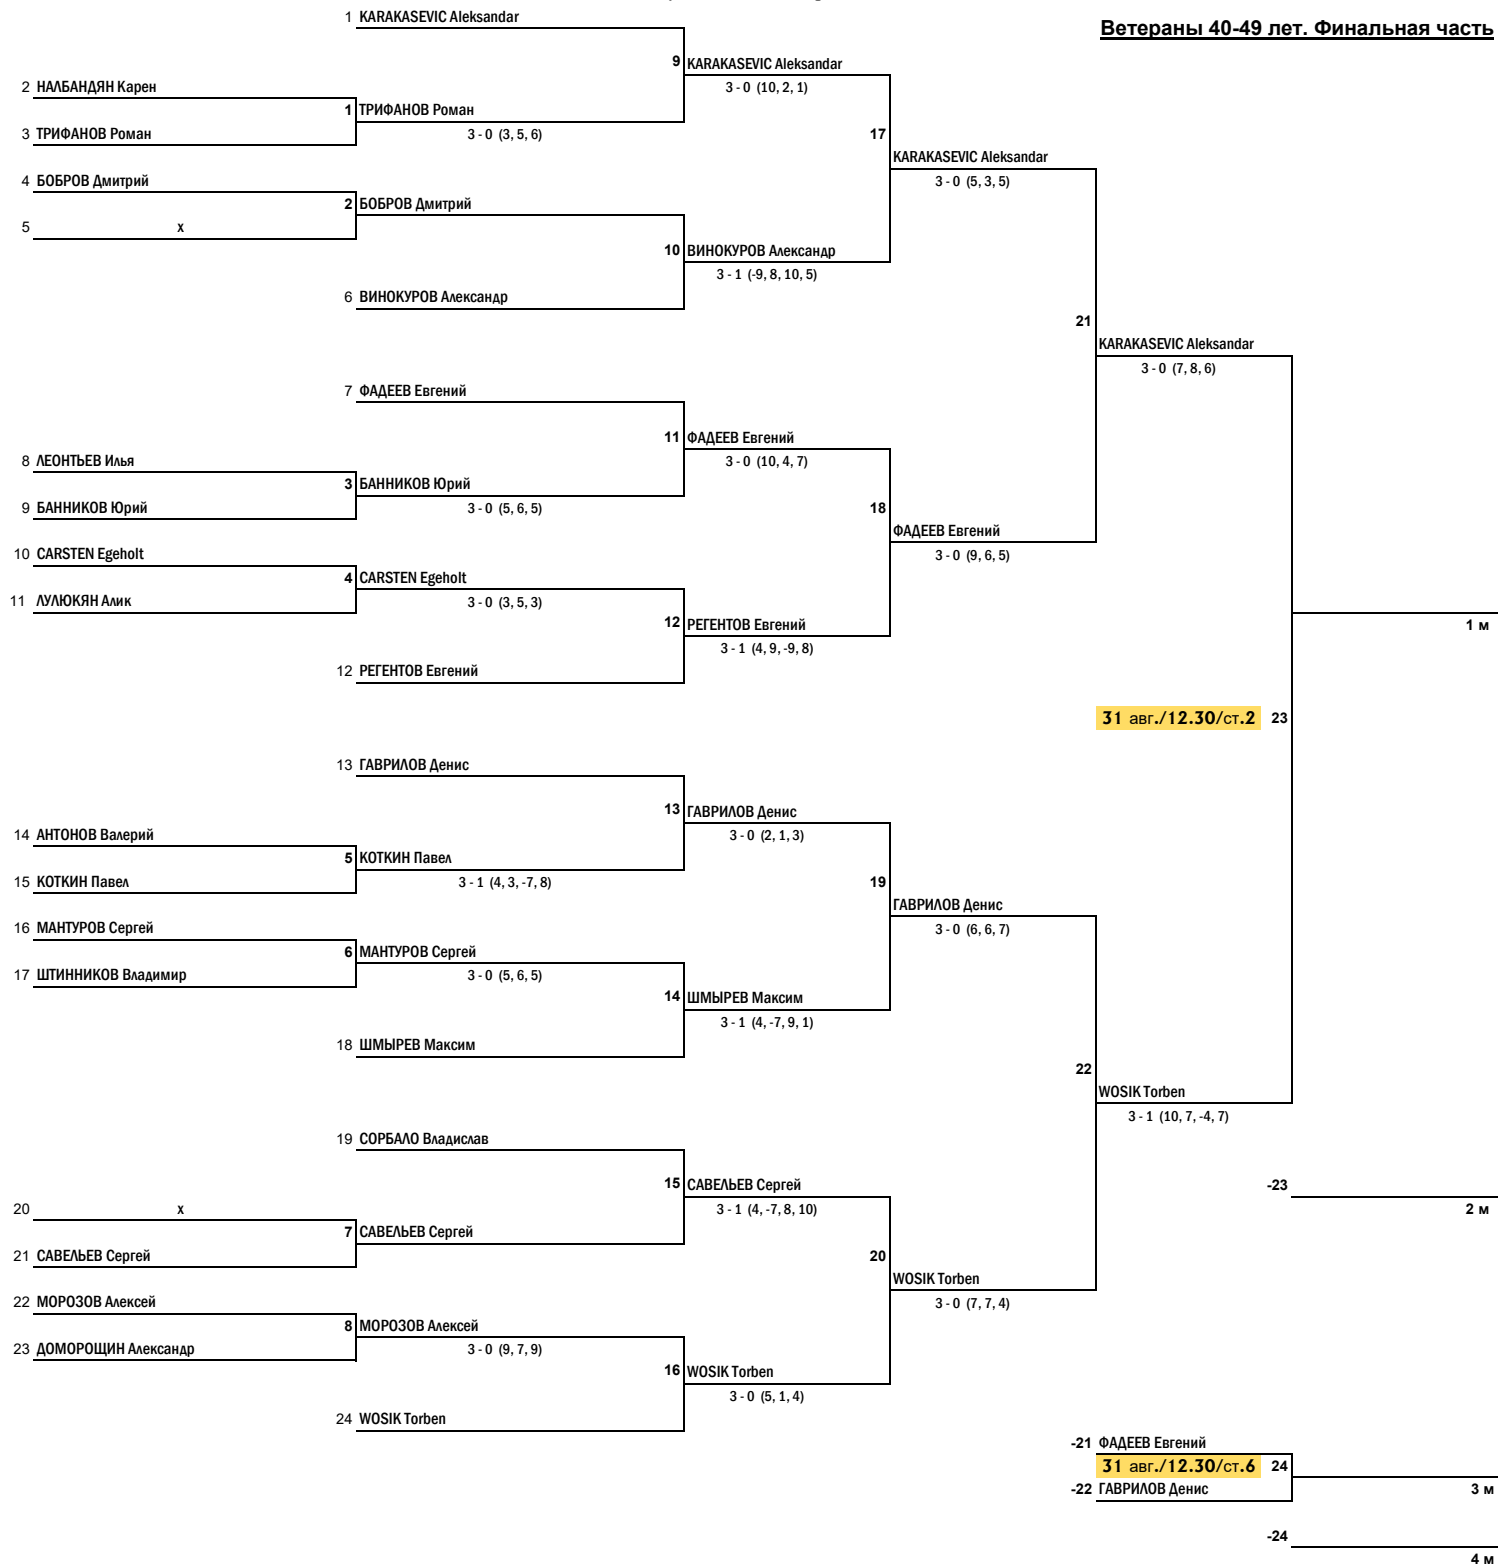 1 KARAKASEVIC Aleksandar
Ветераны 40-49 лет. Финальная часть
9 KARAKASEVIC Aleksandar
2 НАЛБАНДЯН Карен
3 - 0 (10, 2, 1)
1 ТРИФАНОВ Роман
3 ТРИФАНОВ Роман
3 - 0 (3, 5, 6)
17
KARAKASEVIC Aleksandar
4 БОБРОВ Дмитрий
3 - 0 (5, 3, 5)
2 БОБРОВ Дмитрий
5 x
10 ВИНОКУРОВ Александр
3 - 1 (-9, 8, 10, 5)
6 ВИНОКУРОВ Александр
21
KARAKASEVIC Aleksandar
3 - 0 (7, 8, 6)
7 ФАДЕЕВ Евгений
11 ФАДЕЕВ Евгений
8 ЛЕОНТЬЕВ Илья
3 - 0 (10, 4, 7)
3 БАННИКОВ Юрий
9 БАННИКОВ Юрий
3 - 0 (5, 6, 5)
18
ФАДЕЕВ Евгений
10 CARSTEN Egeholt
3 - 0 (9, 6, 5)
4 CARSTEN Egeholt
11 ЛУЛЮКЯН Алик
3 - 0 (3, 5, 3)
12 РЕГЕНТОВ Евгений
1 м
3 - 1 (4, 9, -9, 8)
12 РЕГЕНТОВ Евгений
31 авг./12.30/ст.2 23
13 ГАВРИЛОВ Денис
13 ГАВРИЛОВ Денис
14 АНТОНОВ Валерий
3 - 0 (2, 1, 3)
5 КОТКИН Павел
15 КОТКИН Павел
3 - 1 (4, 3, -7, 8)
19
ГАВРИЛОВ Денис
16 МАНТУРОВ Сергей
3 - 0 (6, 6, 7)
6 МАНТУРОВ Сергей
17 ШТИННИКОВ Владимир
3 - 0 (5, 6, 5)
14 ШМЫРЕВ Максим
3 - 1 (4, -7, 9, 1)
18 ШМЫРЕВ Максим
22
WOSIK Torben
3 - 1 (10, 7, -4, 7)
19 СОРБАЛО Владислав
15 САВЕЛЬЕВ Сергей
-23
20 x
3 - 1 (4, -7, 8, 10)
2 м
7 САВЕЛЬЕВ Сергей
21 САВЕЛЬЕВ Сергей
20
WOSIK Torben
22 МОРОЗОВ Алексей
3 - 0 (7, 7, 4)
8 МОРОЗОВ Алексей
23 ДОМОРОЩИН Александр
3 - 0 (9, 7, 9)
16 WOSIK Torben
3 - 0 (5, 1, 4)
24 WOSIK Torben
-21 ФАДЕЕВ Евгений
31 авг./12.30/ст.6 24
-22 ГАВРИЛОВ Денис
3 м
-24
4 м